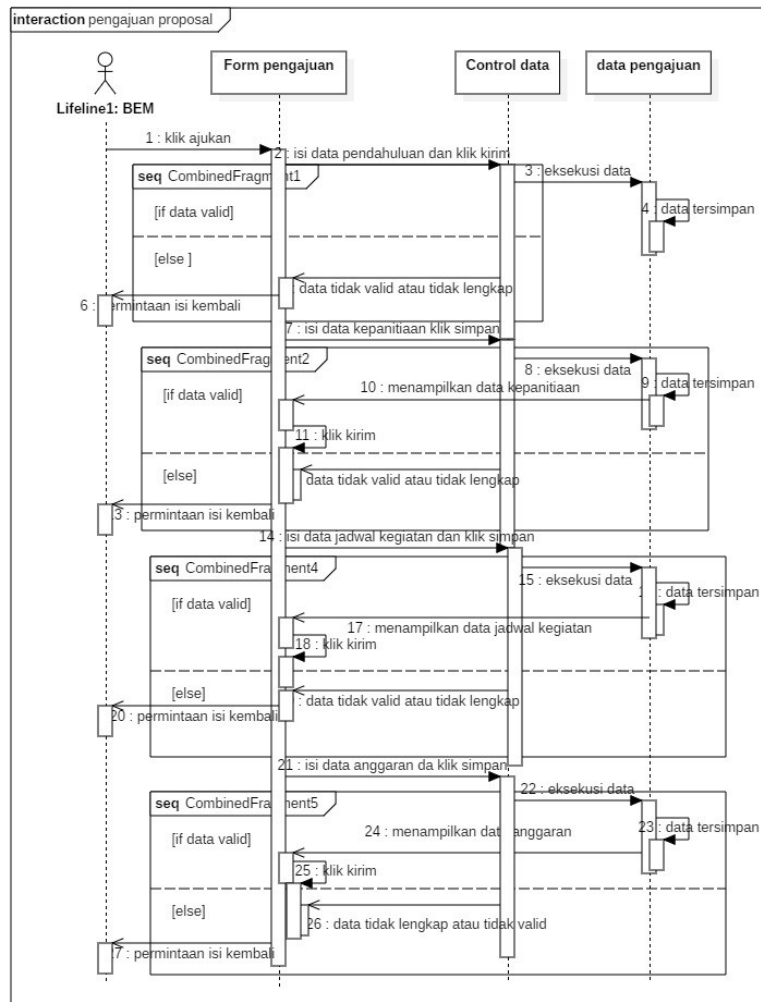 interaction pengajuan proposal
Form pengajuan
Control data
data pengajuan
Lifeline1: BEM
1 : klik ajukan
2 : isi data pendahuluan dan klik kirim
seq CombinedFragment1
3 : eksekusi data
[if data valid]
4 : data tersimpan
[else ]
: data tidak valid atau tidak lengkap
6 : permintaan isi kembali
7 : isi data kepanitiaan klik simpan
seq CombinedFragment2
8 : eksekusi data
9 : data tersimpan
10 : menampilkan data kepanitiaan
[if data valid]
11 : klik kirim
[else]
data tidak valid atau tidak lengkap
3 : permintaan isi kembali
14 : isi data jadwal kegiatan dan klik simpan
seq CombinedFragment4
15 : eksekusi data
[if data valid]
1 : data tersimpan
17 : menampilkan data jadwal kegiatan
18 : klik kirim
[else]
: data tidak valid atau tidak lengkap
20 : permintaan isi kembali
21 : isi data anggaran da klik simpan
22 : eksekusi data
seq CombinedFragment5
[if data valid]
24 : menampilkan data anggaran
23 : data tersimpan
25 : klik kirim
[else]
26 : data tidak lengkap atau tidak valid
7 : permintaan isi kembali